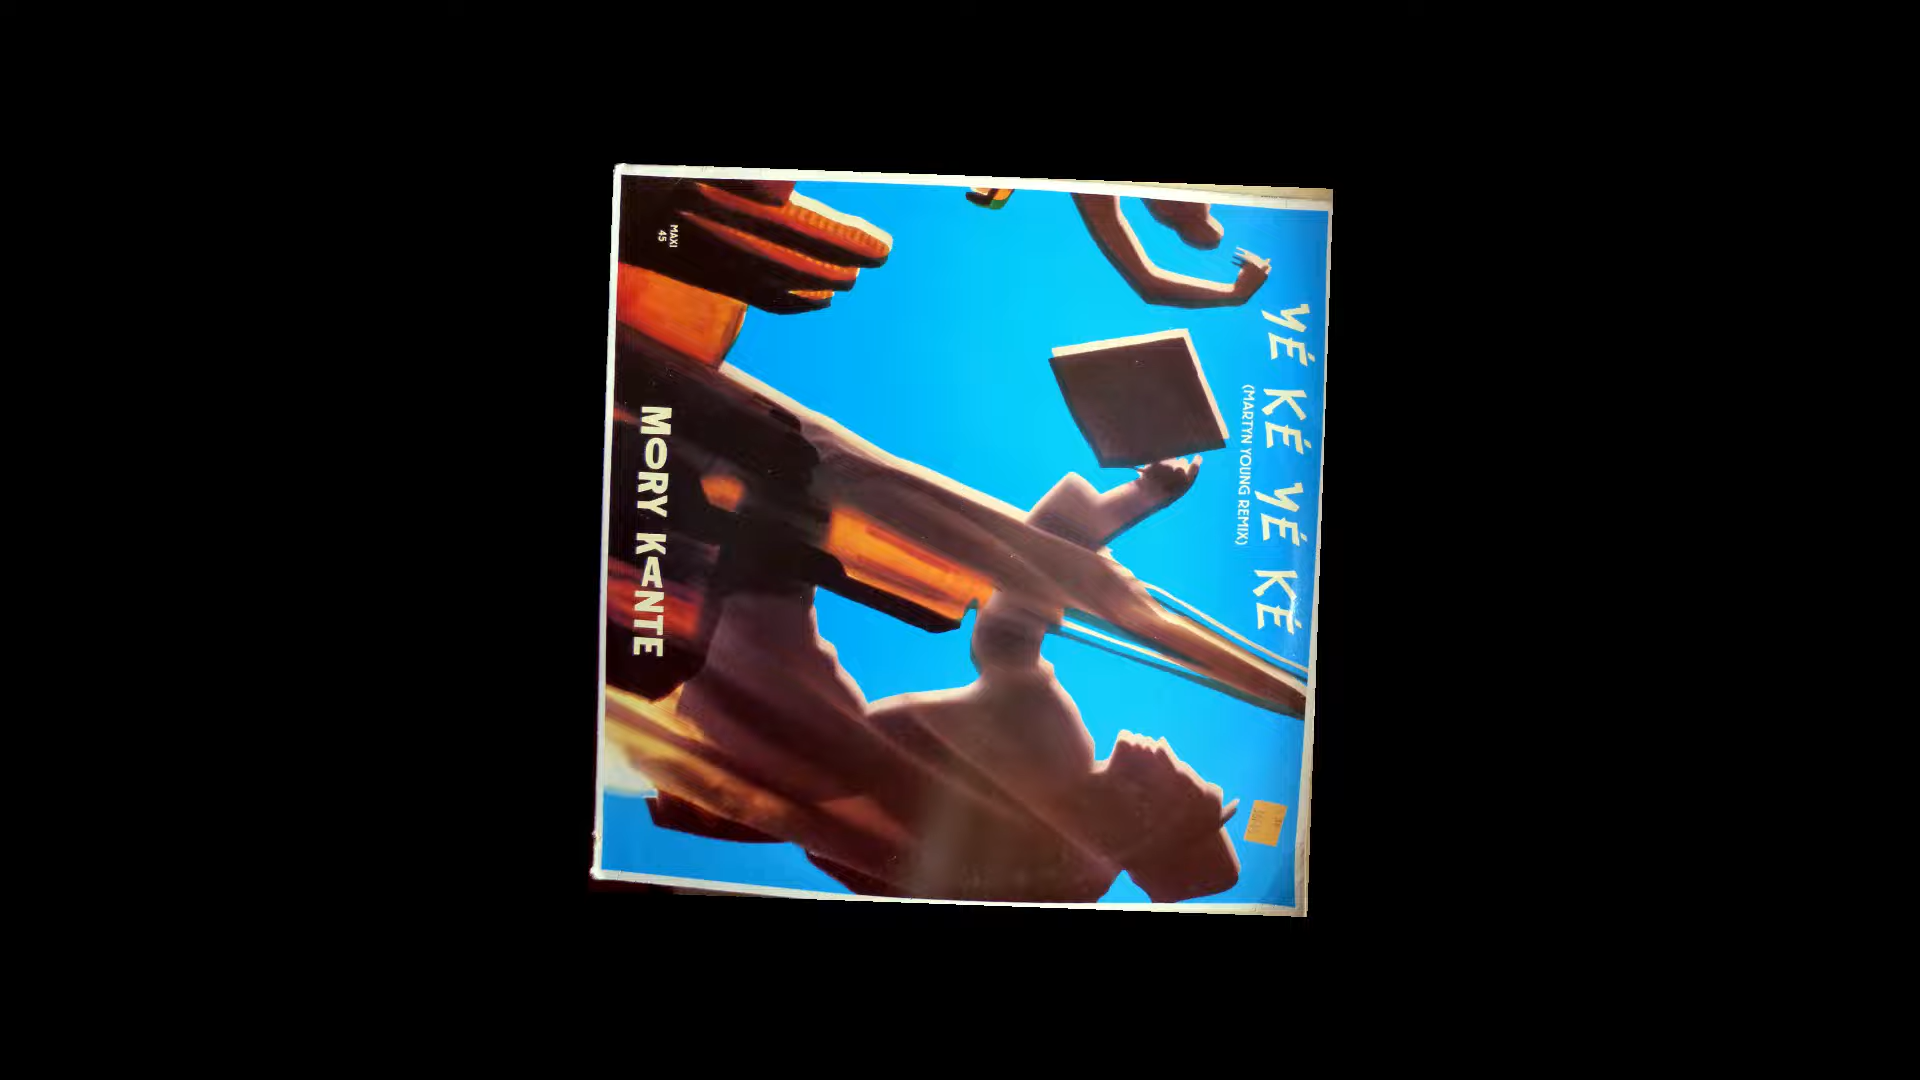 YÉ KÉ YÉ KÉ
(MARTYN YOUNG REMIX)
MORY KANTE
MAXI
45